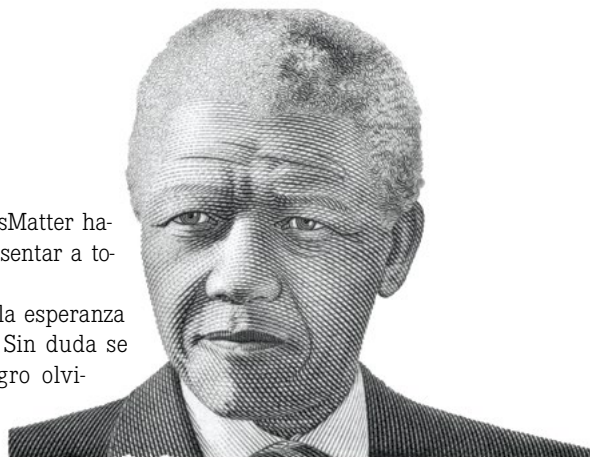 sMatter ha-
sentar a to-
la esperanza
Sin duda se
gro olvi-